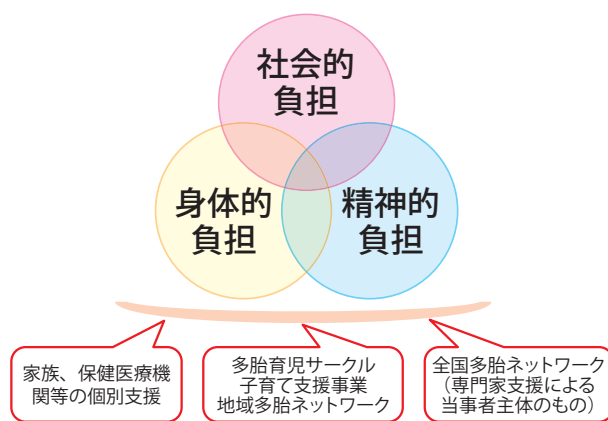 社会的
負担
身体的
負担
精神的
負担
家族、保健医療機
関等の個別支援
多胎育児サークル
子育て支援事業
地域多胎ネットワーク
全国多胎ネットワーク
（専門家支援による
当事者主体のもの）